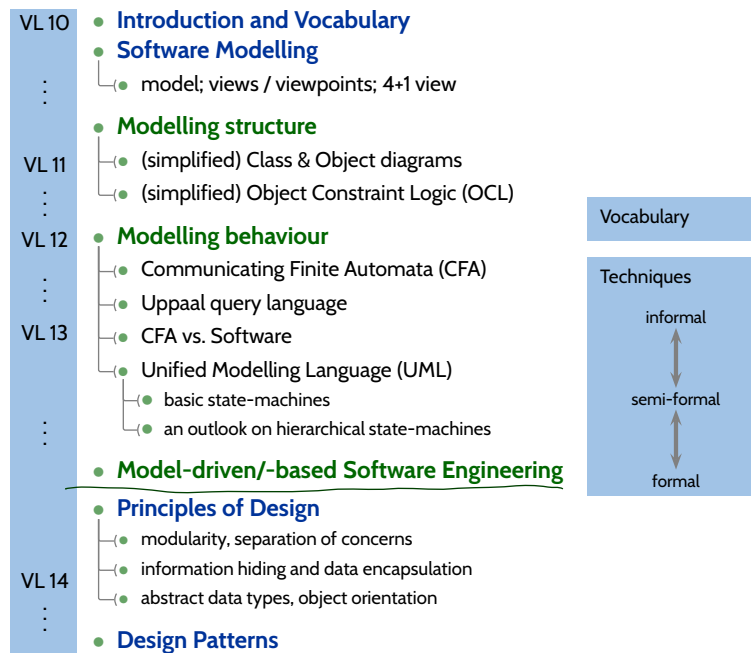 VL 10
Introduction and Vocabulary
Software Modelling
model; views / viewpoints; 4+1 view
Modelling structure
VL 11
(simplified) Class & Object diagrams
(simplified) Object Constraint Logic (OCL)
VL 12
Modelling behaviour
Communicating Finite Automata (CFA)
Uppaal query language
VL 13
CFA vs. Software
Unified Modelling Language (UML)
basic state-machines
an outlook on hierarchical state-machines
Model-driven/-based Software Engineering
Principles of Design
modularity, separation of concerns
information hiding and data encapsulation
VL 14
abstract data types, object orientation
Design Patterns
Vocabulary
Techniques
informal
semi-formal
formal